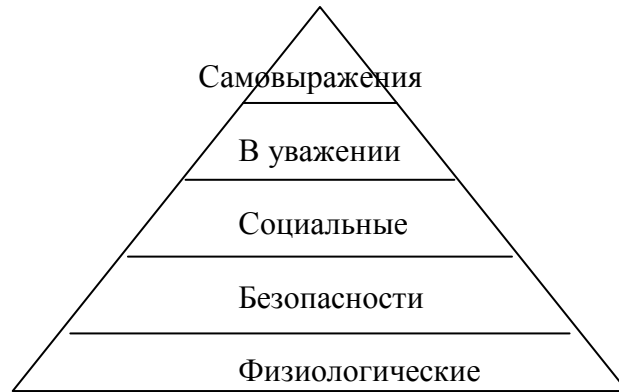 Самовыражения
В уважении
Социальные
Безопасности
Физиологические